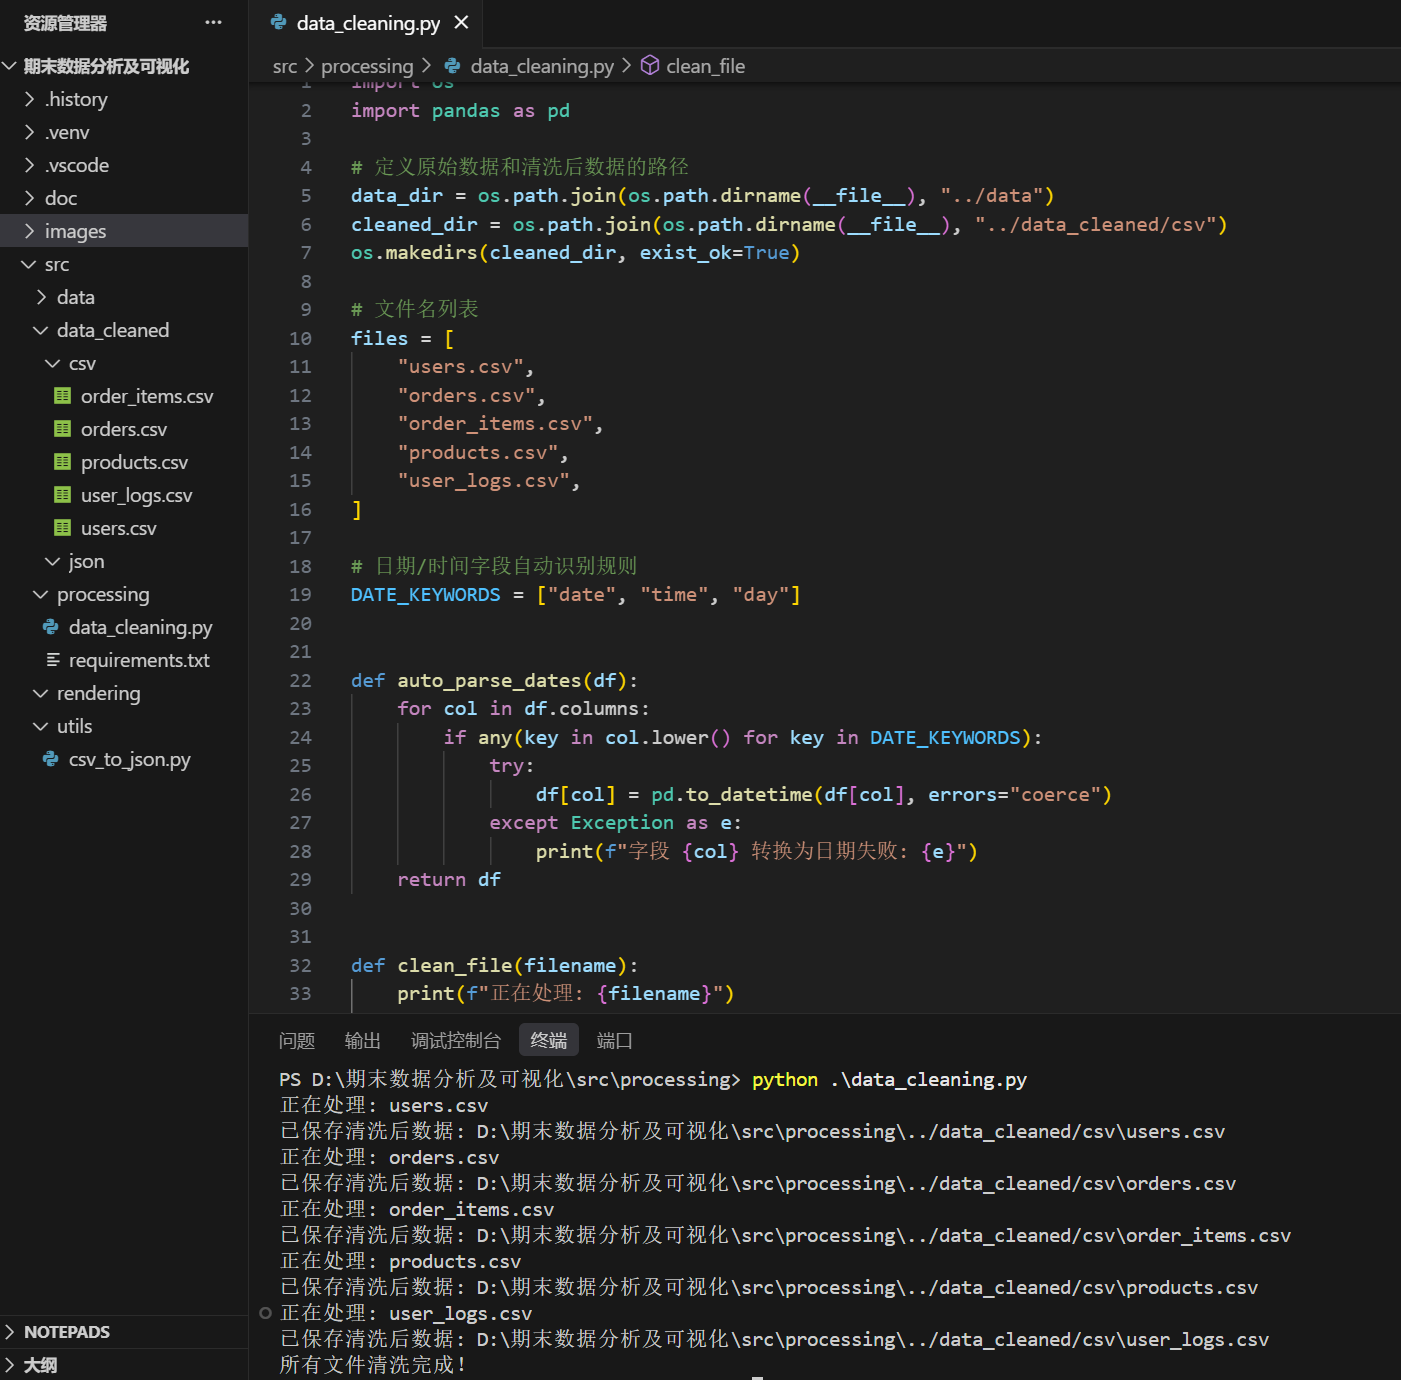 资源管理器 ···
期末数据分析及可视化
.history
.venv
.vscode
doc
images
src
data
data_cleaned
csv
order_items.csv
orders.csv
products.csv
user_logs.csv
users.csv
json
processing
data_cleaning.py
requirements.txt
rendering
utils
csv_to_json.py
NOTEPADS
大纲
data_cleaning.py
src > processing > data_cleaning.py > clean_file
1 import os
2 import pandas as pd
3
4 # 定义原始数据和清洗后数据的路径
5 data_dir = os.path.join(os.path.dirname(__file__), "../data")
6 cleaned_dir = os.path.join(os.path.dirname(__file__), "../data_cleaned/csv")
7 os.makedirs(cleaned_dir, exist_ok=True)
8
9 # 文件名列表
10 files = [
11     "users.csv",
12     "orders.csv",
13     "order_items.csv",
14     "products.csv",
15     "user_logs.csv",
16 ]
17
18 # 日期/时间字段自动识别规则
19 DATE_KEYWORDS = ["date", "time", "day"]
20
21
22 def auto_parse_dates(df):
23     for col in df.columns:
24         if any(key in col.lower() for key in DATE_KEYWORDS):
25             try:
26                 df[col] = pd.to_datetime(df[col], errors="coerce")
27             except Exception as e:
28                 print(f"字段 {col} 转换为日期失败: {e}")
29     return df
30
31
32 def clean_file(filename):
33     print(f"正在处理: {filename}")
问题 输出 调试控制台 终端 端口
PS D:\期末数据分析及可视化\src\processing> python .\data_cleaning.py
正在处理: users.csv
已保存清洗后数据: D:\期末数据分析及可视化\src\processing\../data_cleaned/csv\users.csv
正在处理: orders.csv
已保存清洗后数据: D:\期末数据分析及可视化\src\processing\../data_cleaned/csv\orders.csv
正在处理: order_items.csv
已保存清洗后数据: D:\期末数据分析及可视化\src\processing\../data_cleaned/csv\order_items.csv
正在处理: products.csv
已保存清洗后数据: D:\期末数据分析及可视化\src\processing\../data_cleaned/csv\products.csv
正在处理: user_logs.csv
已保存清洗后数据: D:\期末数据分析及可视化\src\processing\../data_cleaned/csv\user_logs.csv
所有文件清洗完成!